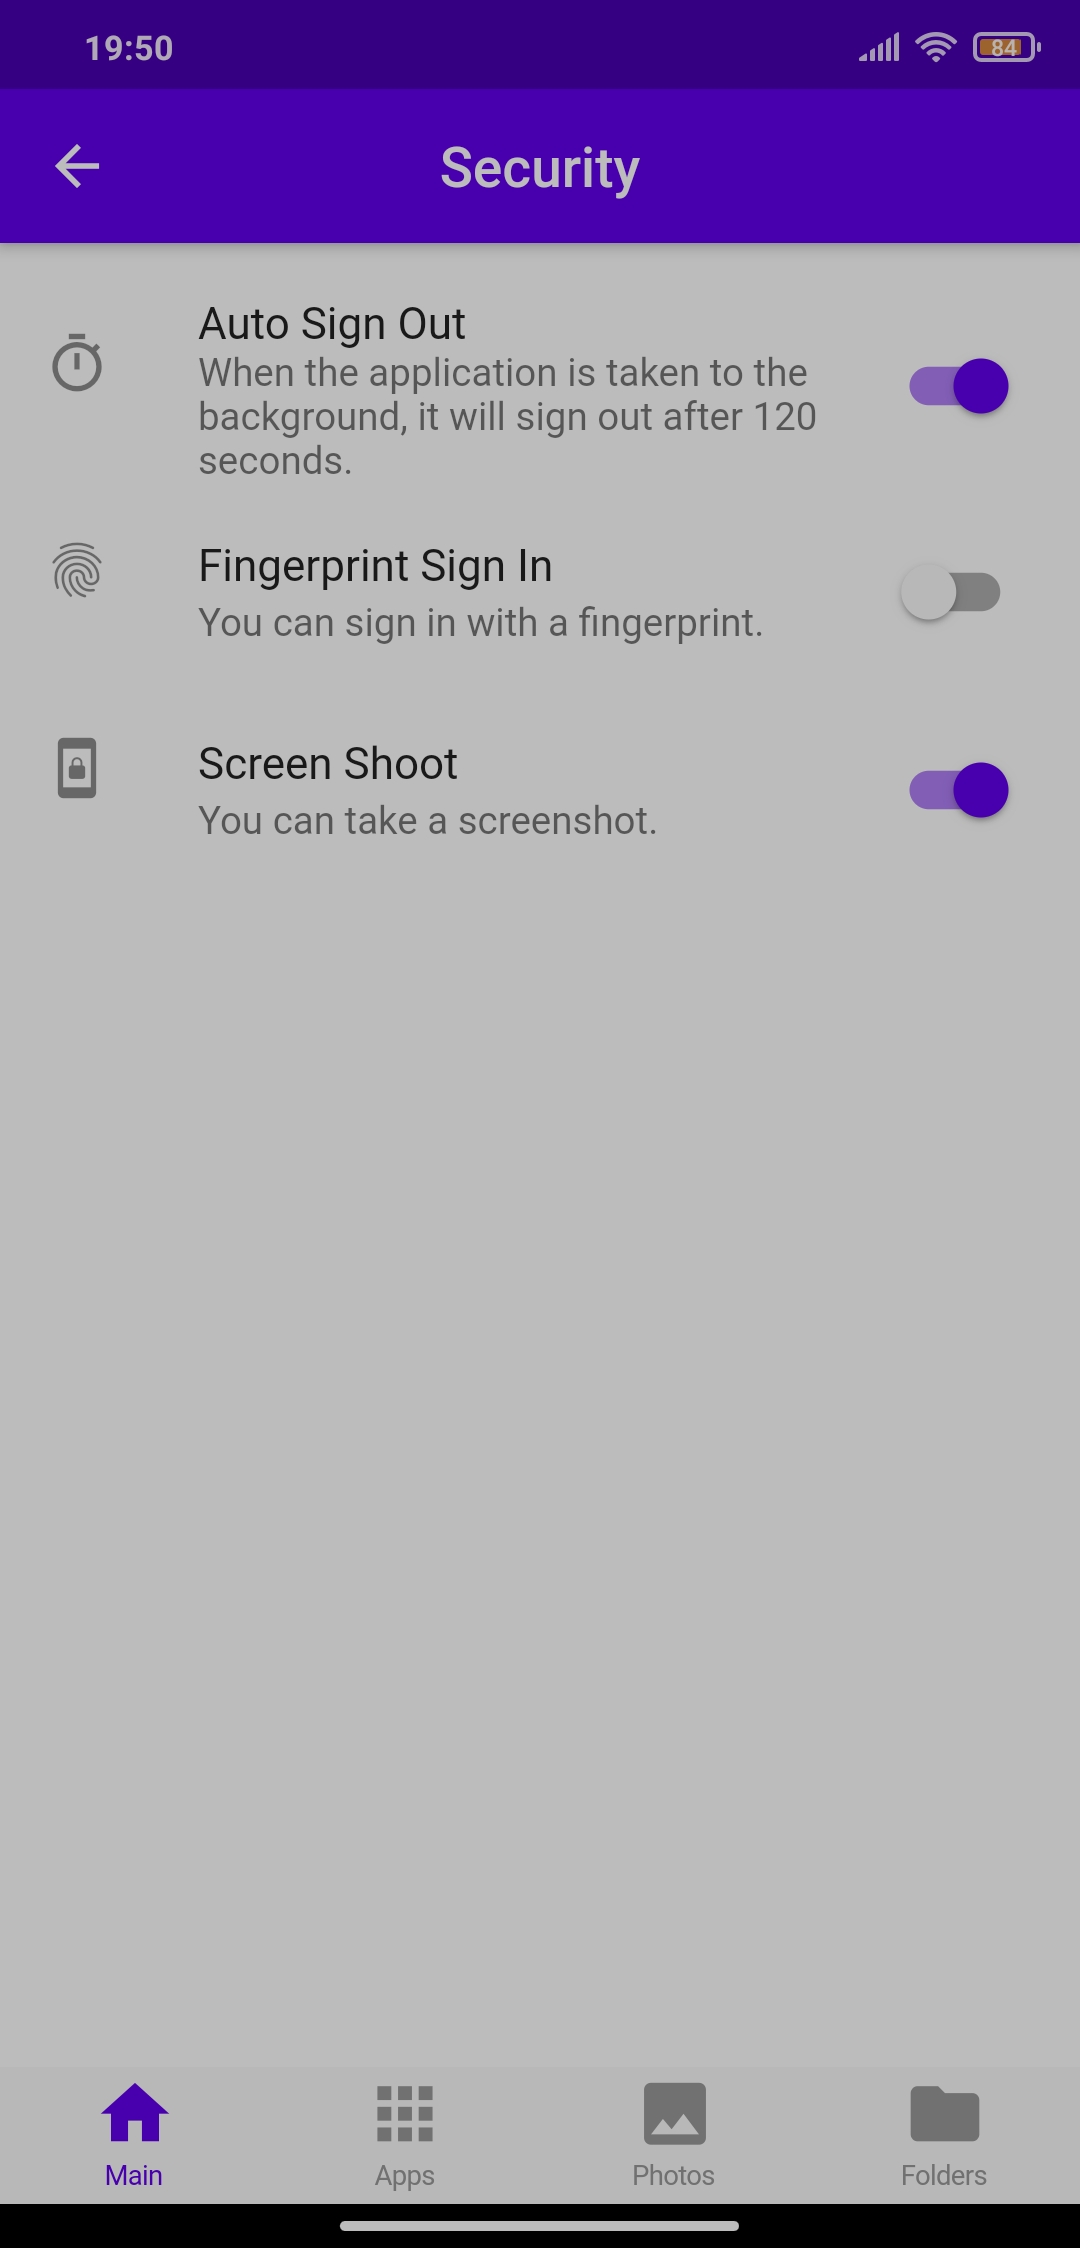 19:50
84
Security
Auto Sign Out
When the application is taken to the
background, it will sign out after 120
seconds.
Fingerprint Sign In
You can sign in with a fingerprint.
Screen Shoot
You can take a screenshot.
Main
Apps
Photos
Folders